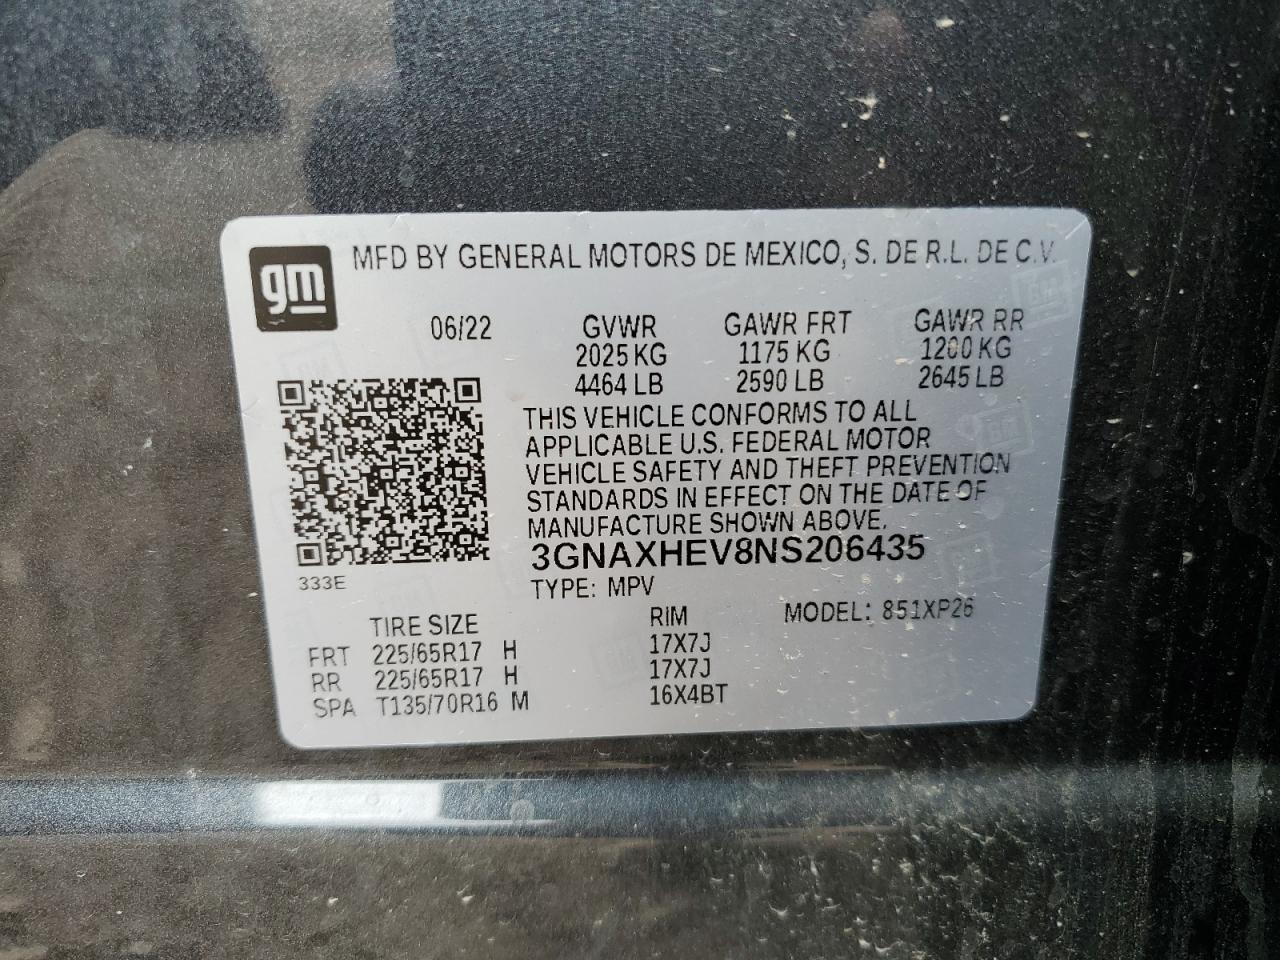 gm
MFD BY GENERAL MOTORS DE MEXICO, S. DE R.L. DE C.V.
06/22 GVWR GAWR FRT GAWR RR
2025 KG 1175 KG 1200 KG
4464 LB 2590 LB 2645 LB
THIS VEHICLE CONFORMS TO ALL
APPLICABLE U.S. FEDERAL MOTOR
VEHICLE SAFETY AND THEFT PREVENTION
STANDARDS IN EFFECT ON THE DATE OF
MANUFACTURE SHOWN ABOVE.
3GNAXHEV8NS206435
333E
TYPE: MPV
TIRE SIZE RIM MODEL: 851XP26
FRT 225/65R17 H 17X7J
RR 225/65R17 H 17X7J
SPA T135/70R16 M 16X4BT